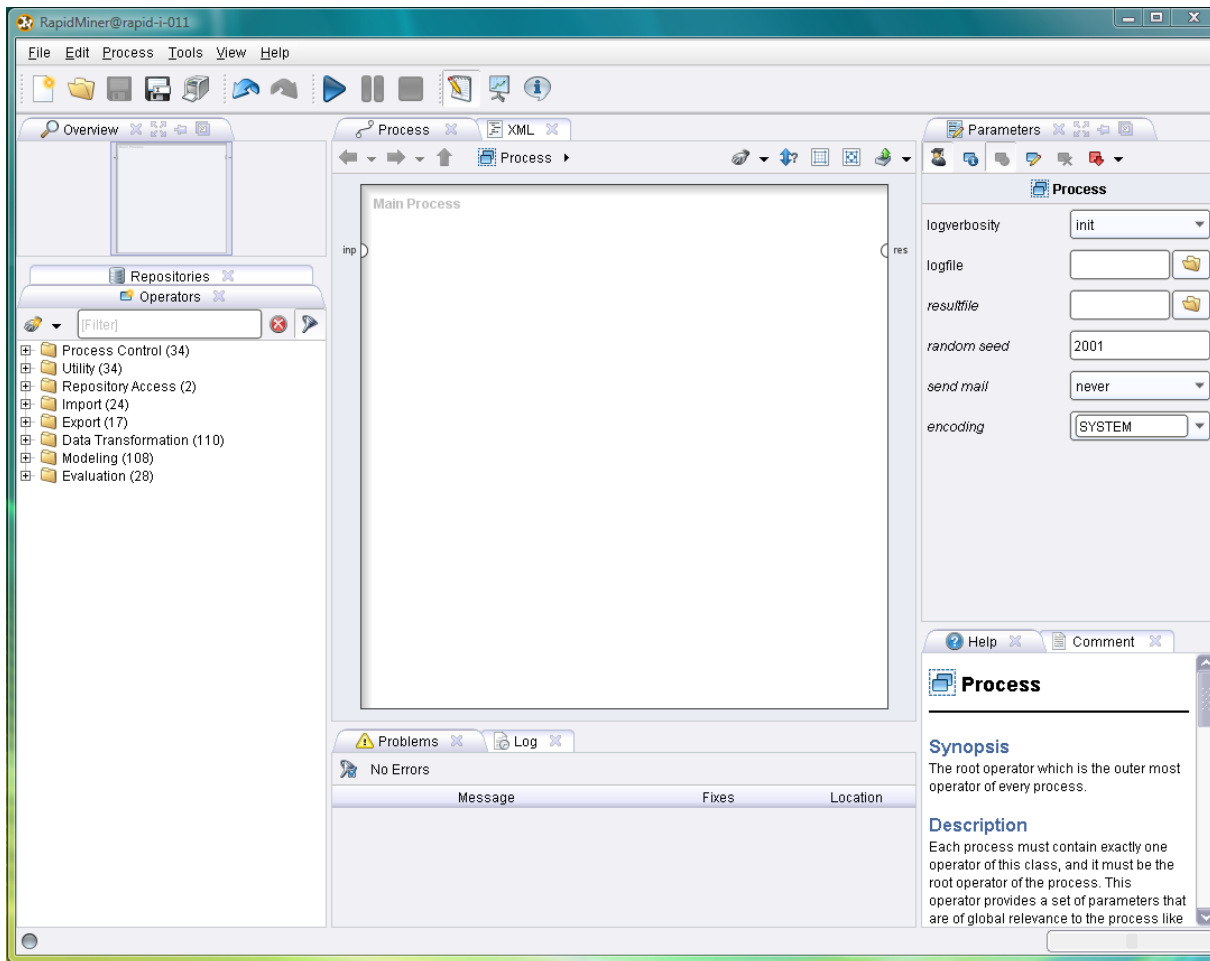 RapidMiner@rapid-i-011
File Edit Process Tools View Help
Overview
Repositories
Operators
[Filter]
Process Control (34)
Utility (34)
Repository Access (2)
Import (24)
Export (17)
Data Transformation (110)
Modeling (108)
Evaluation (28)
Process XML
Process
Main Process
inp
res
Problems Log
No Errors
Message Fixes Location
Parameters
Process
logverbosity init
logfile
resultfile
random seed 2001
send mail never
encoding SYSTEM
Help Comment
Process
Synopsis
The root operator which is the outer most
operator of every process.
Description
Each process must contain exactly one
operator of this class, and it must be the
root operator of the process. This
operator provides a set of parameters that
are of global relevance to the process like